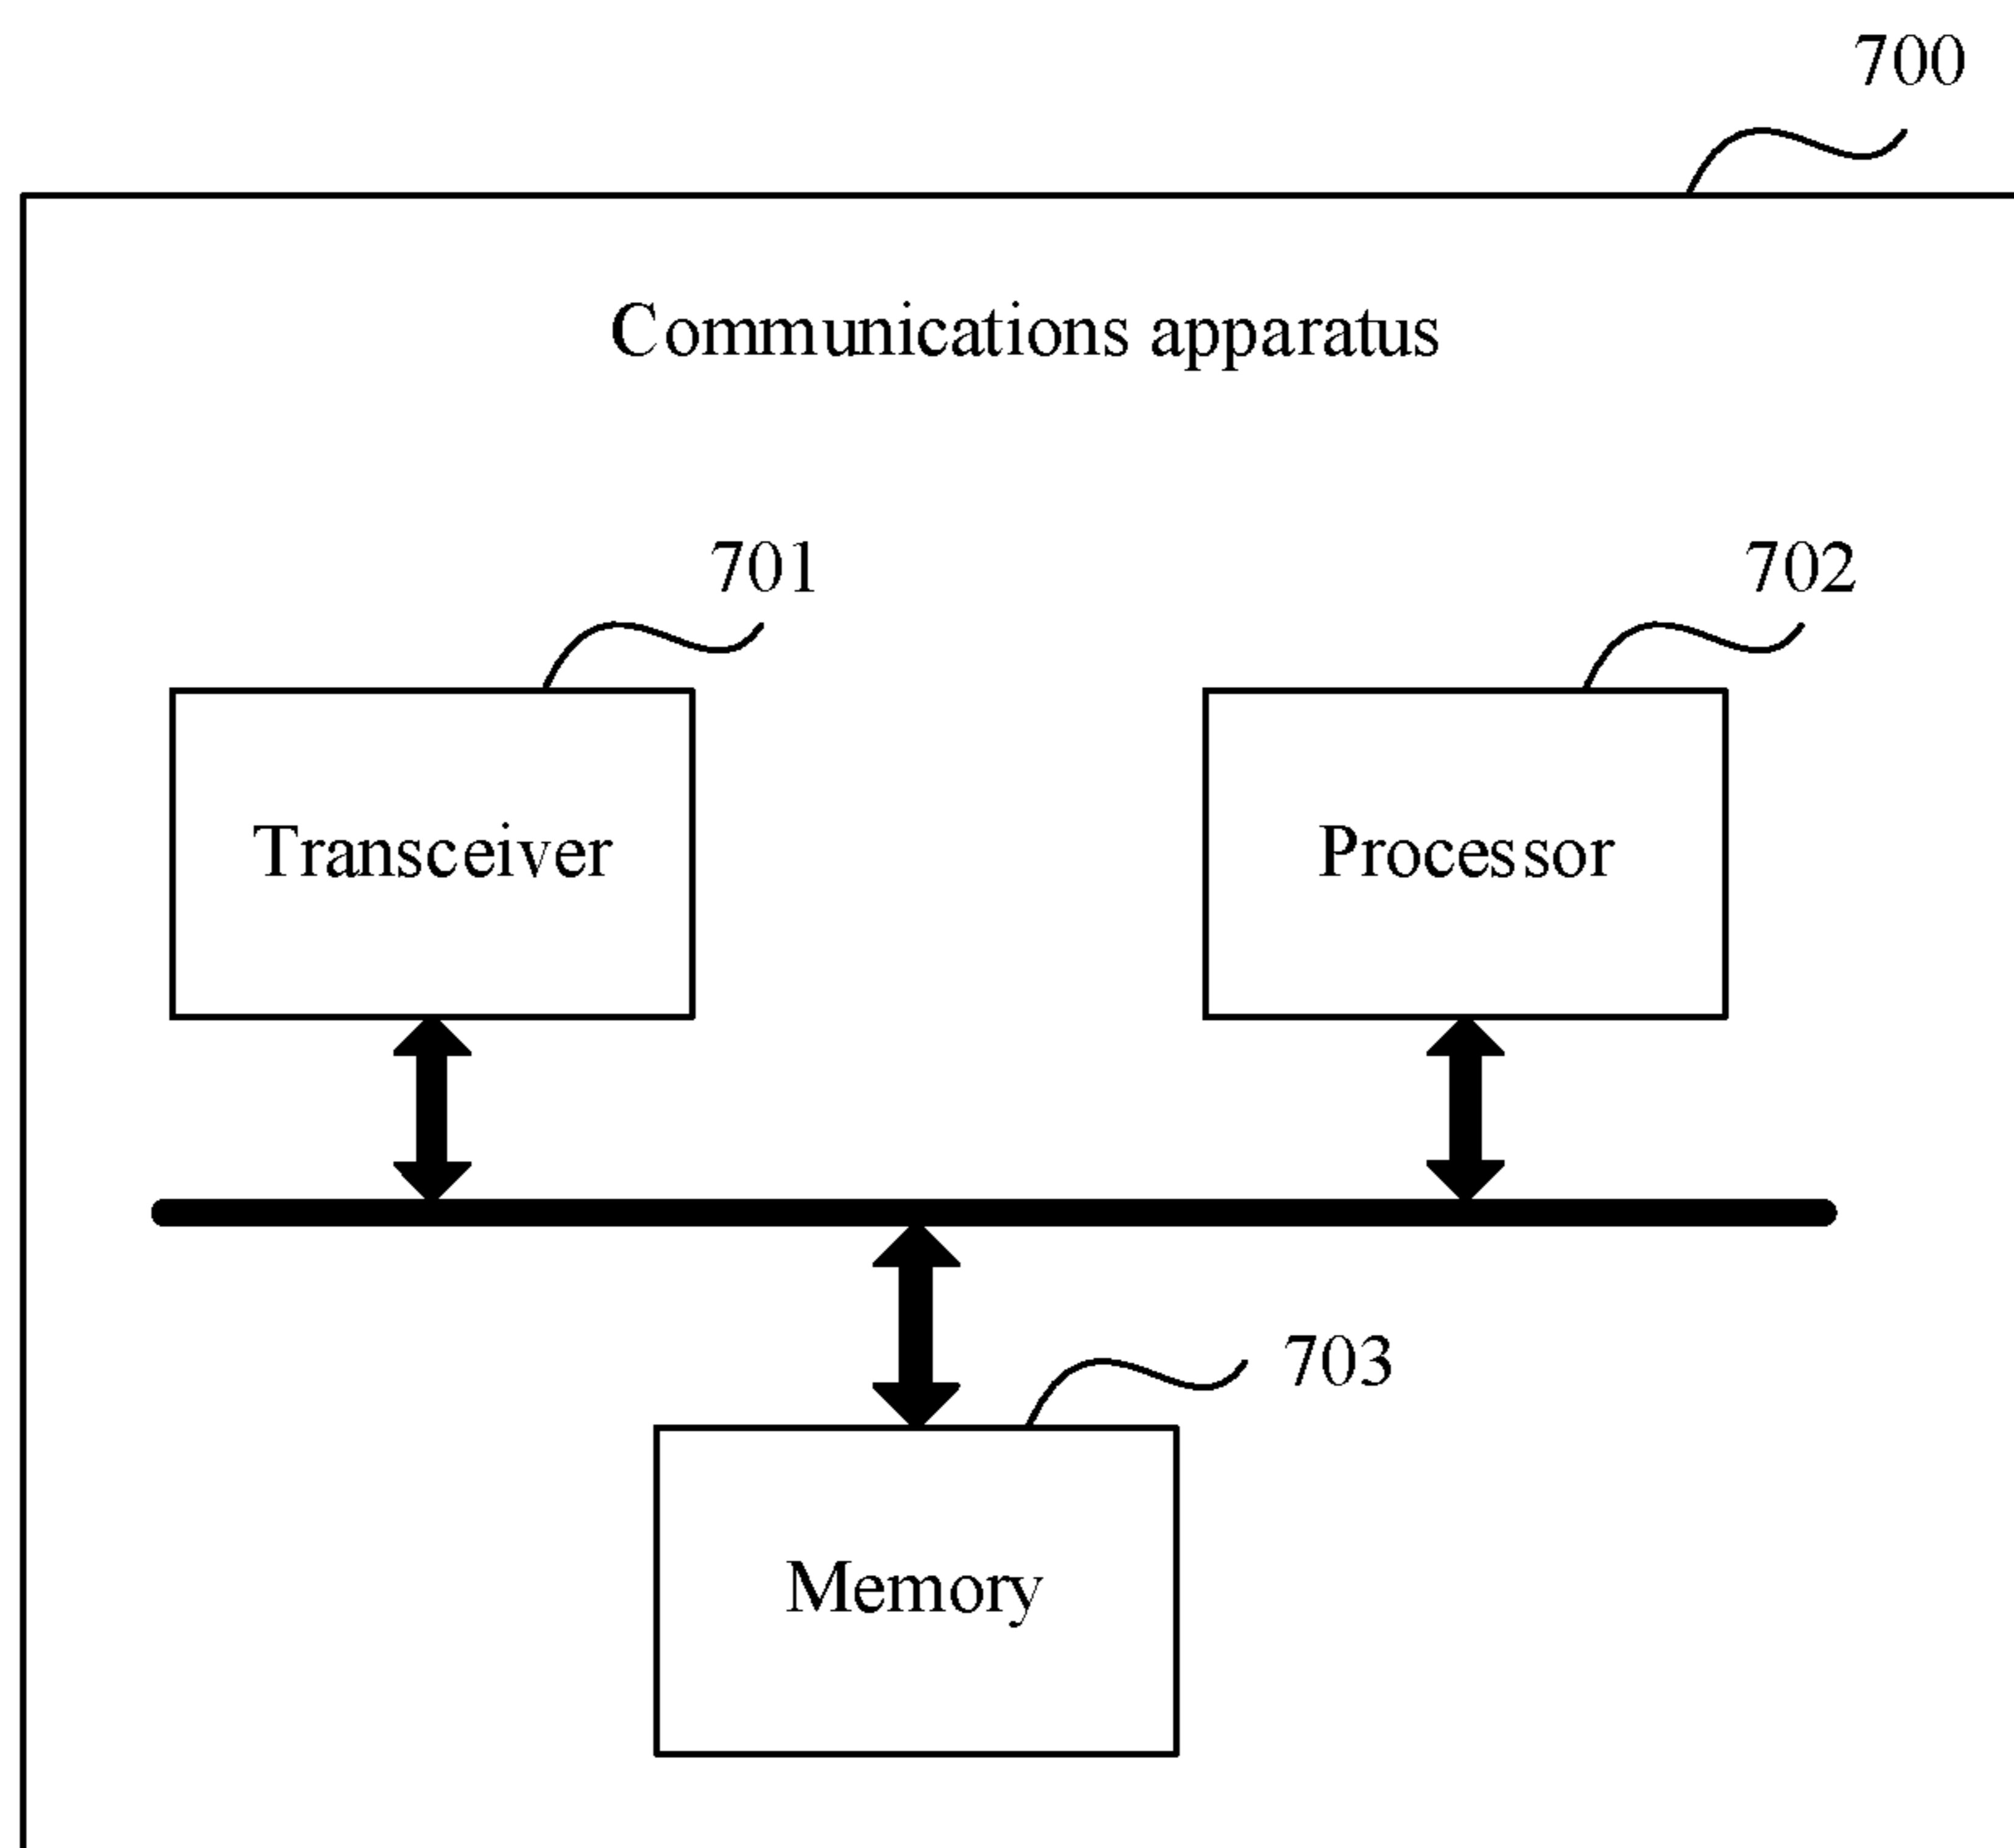 700
Communications apparatus
701
702
Transceiver
Processor
703
Memory